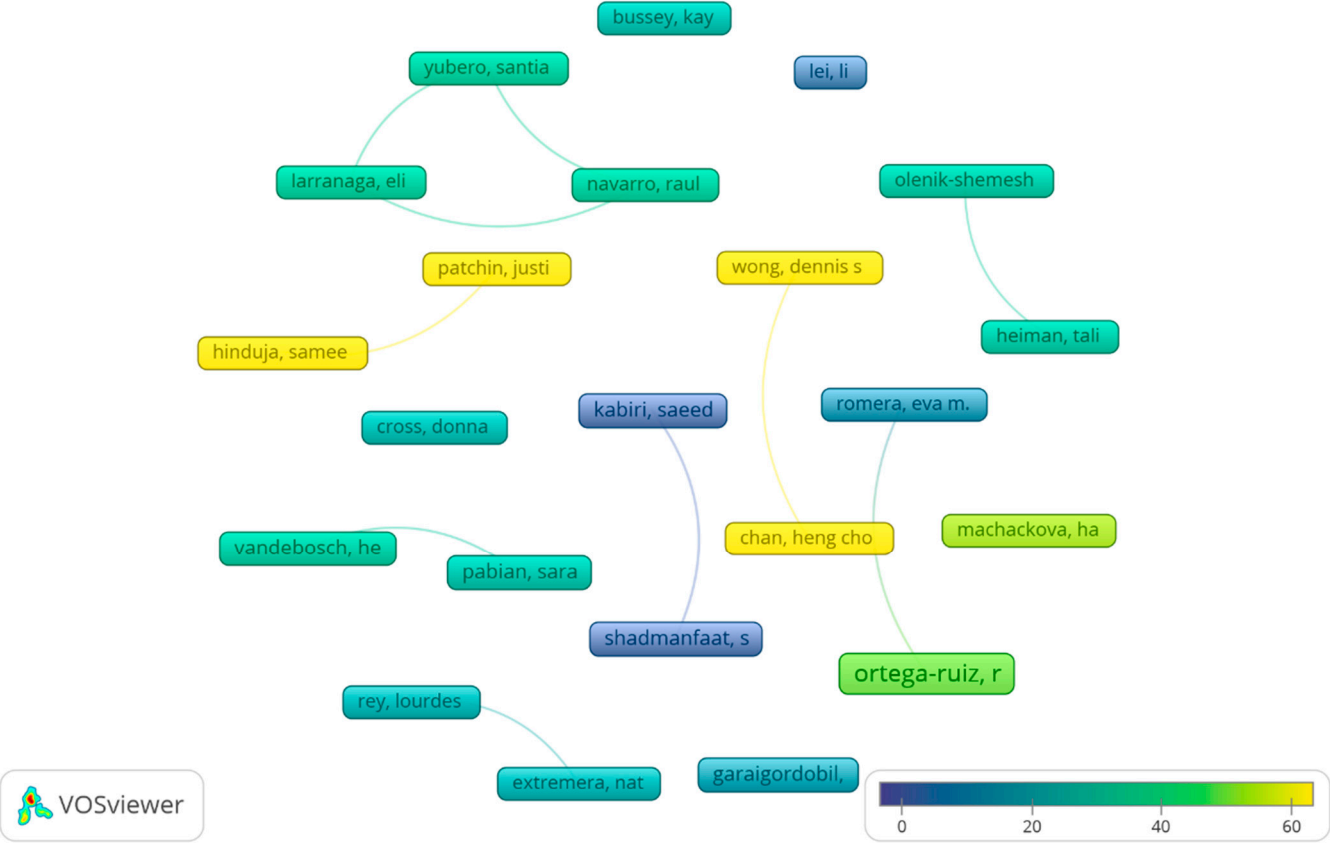 bussey, kay
yubero, santia
lei, li
larranaga, eli
navarro, raul
olenik-shemesh
patchin, justi
wong, dennis s
heiman, tali
hinduja, samee
kabiri, saeed
romera, eva m.
cross, donna
machackova, ha
chan, heng cho
vandebosch, he
pabian, sara
shadmanfaat, s
ortega-ruiz, r
rey, lourdes
extremera, nat
garaigordobil,
VOSviewer
0 20 40 60